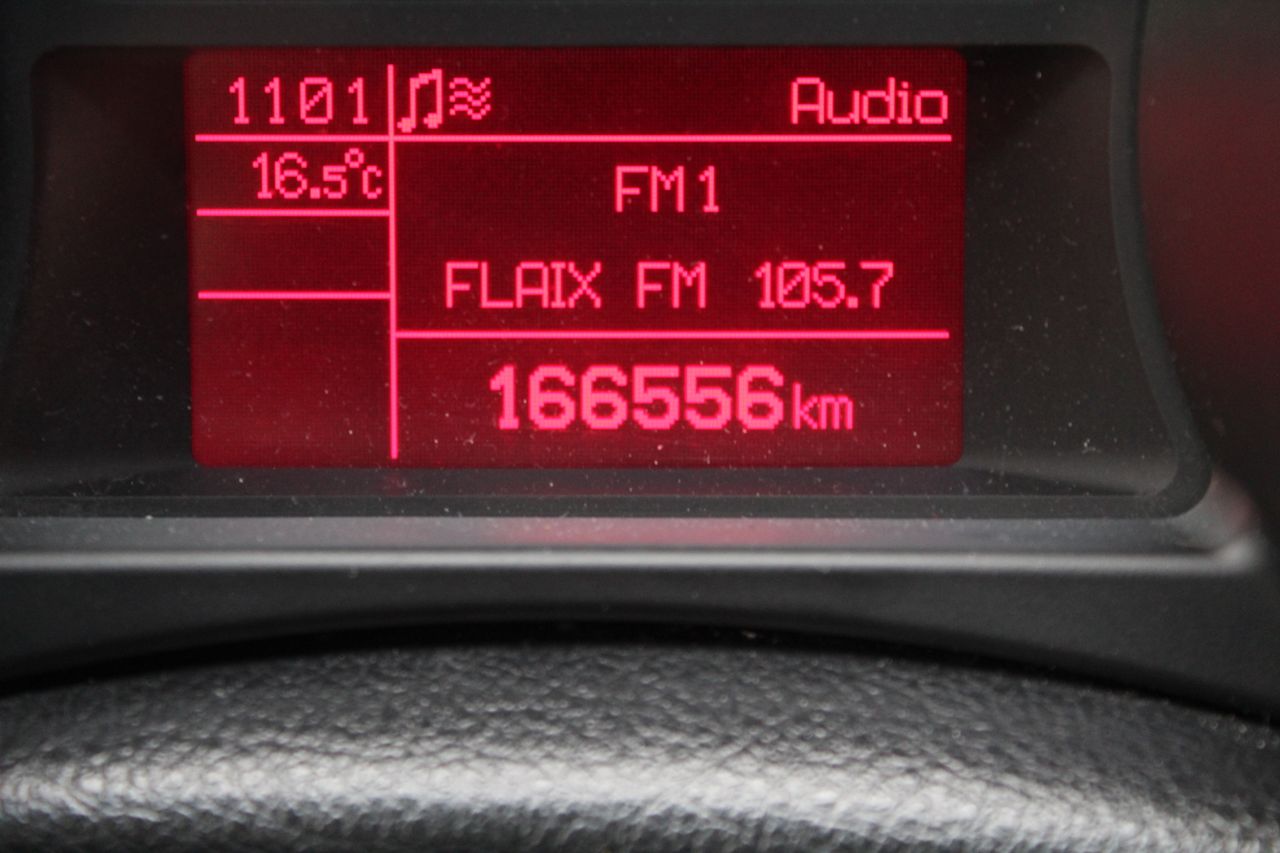 1101 Audio
16.5°C
FM1
FLAIX FM 105.7
166556km